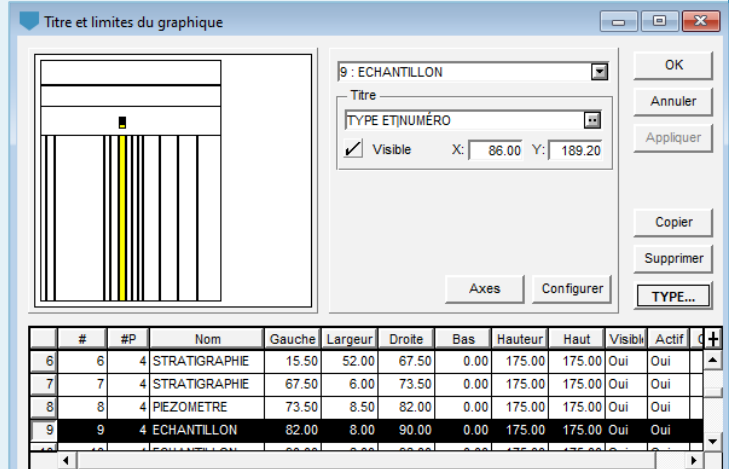 Titre et limites du graphique
9 : ECHANTILLON
Titre
TYPE ET|NUMÉRO
Visible X: 86.00 Y: 189.20
Axes Configurer
OK
Annuler
Appliquer
Copier
Supprimer
TYPE...
# #P Nom Gauche Largeur Droite Bas Hauteur Haut Visibl Actif
6 6 4 STRATIGRAPHIE 15.50 52.00 67.50 0.00 175.00 175.00 Oui Oui
7 7 4 STRATIGRAPHIE 67.50 6.00 73.50 0.00 175.00 175.00 Oui Oui
8 8 4 PIEZOMETRE 73.50 8.50 82.00 0.00 175.00 175.00 Oui Oui
9 9 4 ECHANTILLON 82.00 8.00 90.00 0.00 175.00 175.00 Oui Oui